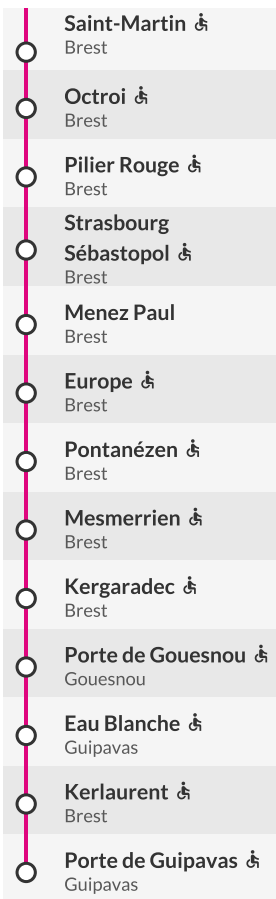 Saint-Martin
Brest
Octroi
Brest
Pilier Rouge
Brest
Strasbourg
Sébastopol
Brest
Menez Paul
Brest
Europe
Brest
Pontanézen
Brest
Mesmerrien
Brest
Kergaradec
Brest
Porte de Gouesnou
Gouesnou
Eau Blanche
Guipavas
Kerlaurent
Brest
Porte de Guipavas
Guipavas